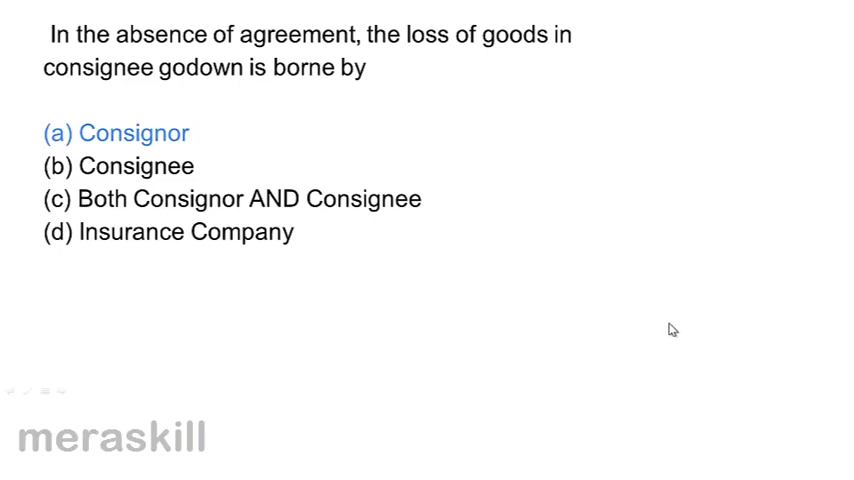 In the absence of agreement, the loss of goods in
consignee godown is borne by
(a) Consignor
(b) Consignee
(c) Both Consignor AND Consignee
(d) Insurance Company
meraskill